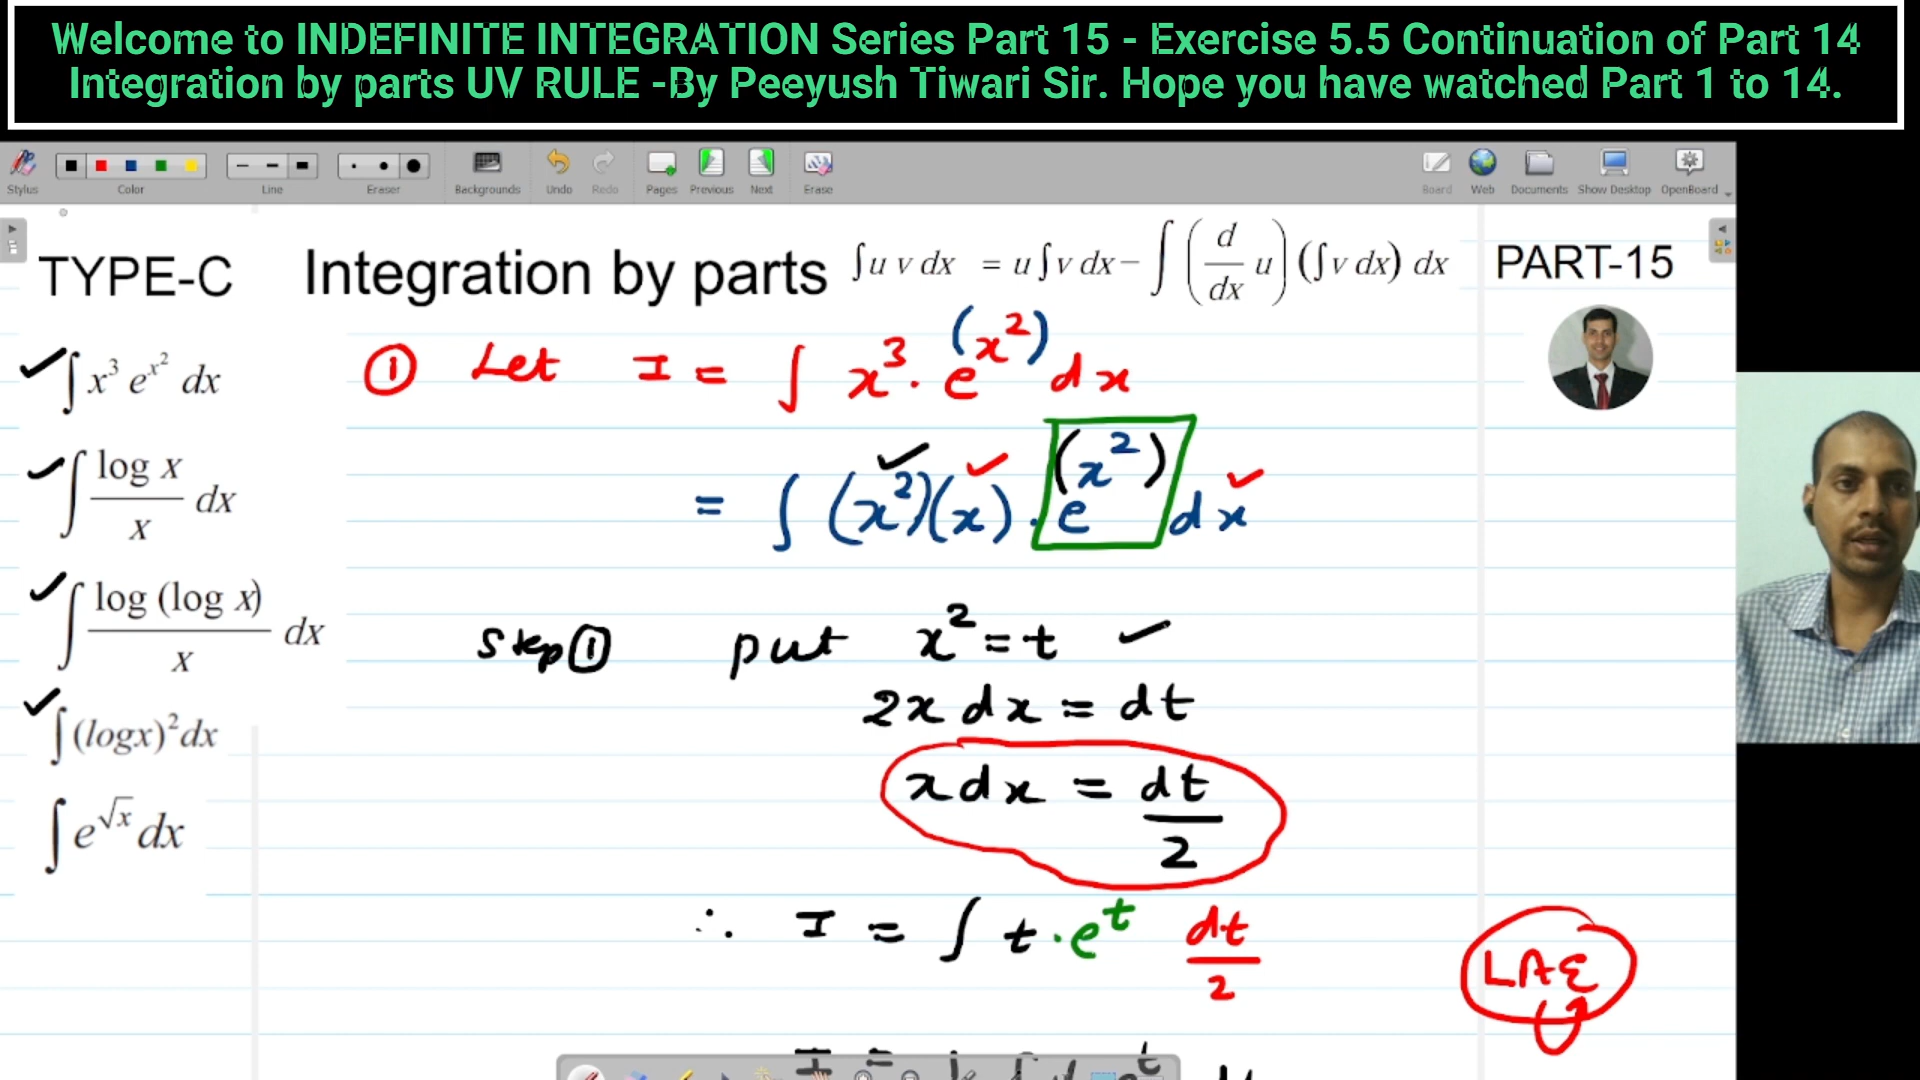 Welcome to INDEFINITE INTEGRATION Series Part 15 - Exercise 5.5 Continuation of Part 14
Integration by parts UV RULE -By Peeyush Tiwari Sir. Hope you have watched Part 1 to 14.
Stylus Color Line Eraser Backgrounds Undo Redo Pages Previous Next Erase Board Web Documents Show Desktop OpenBoard
TYPE-C Integration by parts ∫u v dx = u ∫v dx − ∫ (d/dx u) (∫v dx) dx PART-15
∫ x³ e^(x²) dx
① Let I = ∫ x³. e^(x²) dx
∫ log x / x dx
= ∫ (x²)(x) . e^(x²) dx
∫ log (log x) / x dx
Step ① put x² = t
2x dx = dt
∫ (logx)² dx
x dx = dt/2
∫ e^√x dx
∴ I = ∫ t . e^t dt/2
LAE